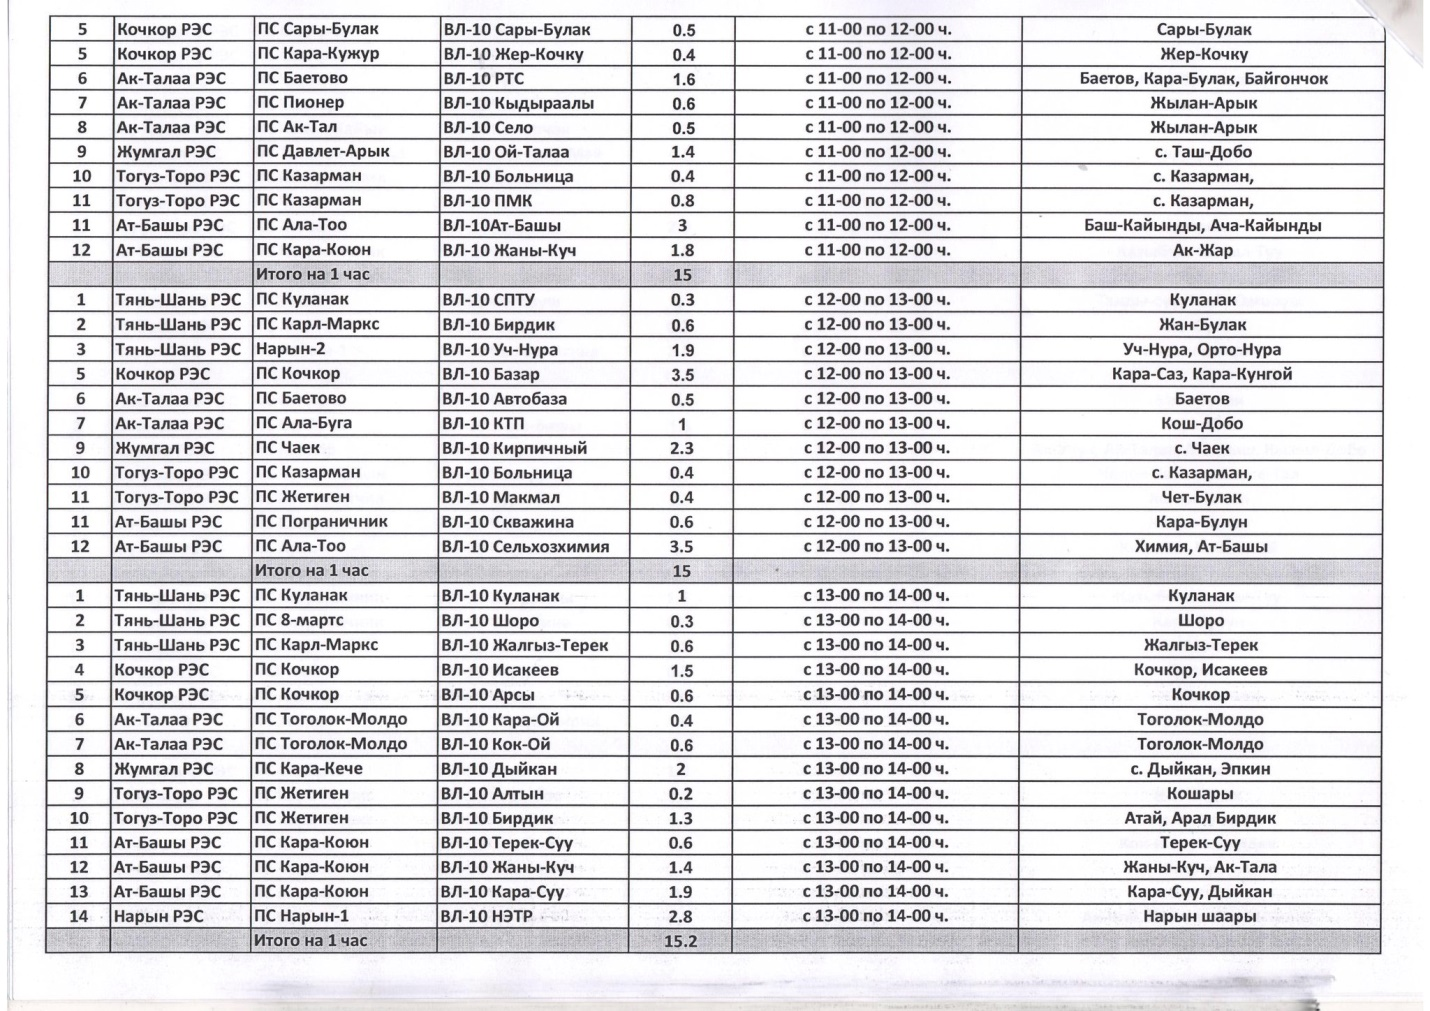 5 Кочкор РЭС ПС Сары-Булак ВЛ-10 Сары-Булак 0.5 с 11-00 по 12-00 ч. Сары-Булак
5 Кочкор РЭС ПС Кара-Кужур ВЛ-10 Жер-Кочку 0.4 с 11-00 по 12-00 ч. Жер-Кочку
6 Ак-Талаа РЭС ПС Баетово ВЛ-10 РТС 1.6 с 11-00 по 12-00 ч. Баетов, Кара-Булак, Байгончок
7 Ак-Талаа РЭС ПС Пионер ВЛ-10 Кыдыраалы 0.6 с 11-00 по 12-00 ч. Жылан-Арык
8 Ак-Талаа РЭС ПС Ак-Тал ВЛ-10 Село 0.5 с 11-00 по 12-00 ч. Жылан-Арык
9 Жумгал РЭС ПС Давлет-Арык ВЛ-10 Ой-Талаа 1.4 с 11-00 по 12-00 ч. с. Таш-Добо
10 Тогуз-Торо РЭС ПС Казарман ВЛ-10 Больница 0.4 с 11-00 по 12-00 ч. с. Казарман,
11 Тогуз-Торо РЭС ПС Казарман ВЛ-10 ПМК 0.8 с 11-00 по 12-00 ч. с. Казарман,
11 Ат-Башы РЭС ПС Ала-Тоо ВЛ-10Ат-Башы 3 с 11-00 по 12-00 ч. Баш-Кайынды, Ача-Кайынды
12 Ат-Башы РЭС ПС Кара-Коюн ВЛ-10 Жаны-Куч 1.8 с 11-00 по 12-00 ч. Ак-Жар
Итого на 1 час 15
1 Тянь-Шань РЭС ПС Куланак ВЛ-10 СПТУ 0.3 с 12-00 по 13-00 ч. Куланак
2 Тянь-Шань РЭС ПС Карл-Маркс ВЛ-10 Бирдик 0.6 с 12-00 по 13-00 ч. Жан-Булак
3 Тянь-Шань РЭС Нарын-2 ВЛ-10 Уч-Нура 1.9 с 12-00 по 13-00 ч. Уч-Нура, Орто-Нура
5 Кочкор РЭС ПС Кочкор ВЛ-10 Базар 3.5 с 12-00 по 13-00 ч. Кара-Саз, Кара-Кунгой
6 Ак-Талаа РЭС ПС Баетово ВЛ-10 Автобаза 0.5 с 12-00 по 13-00 ч. Баетов
7 Ак-Талаа РЭС ПС Ала-Буга ВЛ-10 КТП 1 с 12-00 по 13-00 ч. Кош-Добо
9 Жумгал РЭС ПС Чаек ВЛ-10 Кирпичный 2.3 с 12-00 по 13-00 ч. с. Чаек
10 Тогуз-Торо РЭС ПС Казарман ВЛ-10 Больница 0.4 с 12-00 по 13-00 ч. с. Казарман,
11 Тогуз-Торо РЭС ПС Жетиген ВЛ-10 Макмал 0.4 с 12-00 по 13-00 ч. Чет-Булак
11 Ат-Башы РЭС ПС Пограничник ВЛ-10 Скважина 0.6 с 12-00 по 13-00 ч. Кара-Булун
12 Ат-Башы РЭС ПС Ала-Тоо ВЛ-10 Сельхозхимия 3.5 с 12-00 по 13-00 ч. Химия, Ат-Башы
Итого на 1 час 15
1 Тянь-Шань РЭС ПС Куланак ВЛ-10 Куланак 1 с 13-00 по 14-00 ч. Куланак
2 Тянь-Шань РЭС ПС 8-мартс ВЛ-10 Шоро 0.3 с 13-00 по 14-00 ч. Шоро
3 Тянь-Шань РЭС ПС Карл-Маркс ВЛ-10 Жалгыз-Терек 0.6 с 13-00 по 14-00 ч. Жалгыз-Терек
4 Кочкор РЭС ПС Кочкор ВЛ-10 Исакеев 1.5 с 13-00 по 14-00 ч. Кочкор, Исакеев
5 Кочкор РЭС ПС Кочкор ВЛ-10 Арсы 0.6 с 13-00 по 14-00 ч. Кочкор
6 Ак-Талаа РЭС ПС Тоголок-Молдо ВЛ-10 Кара-Ой 0.4 с 13-00 по 14-00 ч. Тоголок-Молдо
7 Ак-Талаа РЭС ПС Тоголок-Молдо ВЛ-10 Кок-Ой 0.6 с 13-00 по 14-00 ч. Тоголок-Молдо
8 Жумгал РЭС ПС Кара-Кече ВЛ-10 Дыйкан 2 с 13-00 по 14-00 ч. с. Дыйкан, Эпкин
9 Тогуз-Торо РЭС ПС Жетиген ВЛ-10 Алтын 0.2 с 13-00 по 14-00 ч. Кошары
10 Тогуз-Торо РЭС ПС Жетиген ВЛ-10 Бирдик 1.3 с 13-00 по 14-00 ч. Атай, Арал Бирдик
11 Ат-Башы РЭС ПС Кара-Коюн ВЛ-10 Терек-Суу 0.6 с 13-00 по 14-00 ч. Терек-Суу
12 Ат-Башы РЭС ПС Кара-Коюн ВЛ-10 Жаны-Куч 1.4 с 13-00 по 14-00 ч. Жаны-Куч, Ак-Тала
13 Ат-Башы РЭС ПС Кара-Коюн ВЛ-10 Кара-Суу 1.9 с 13-00 по 14-00 ч. Кара-Суу, Дыйкан
14 Нарын РЭС ПС Нарын-1 ВЛ-10 НЭТР 2.8 с 13-00 по 14-00 ч. Нарын шаары
Итого на 1 час 15.2